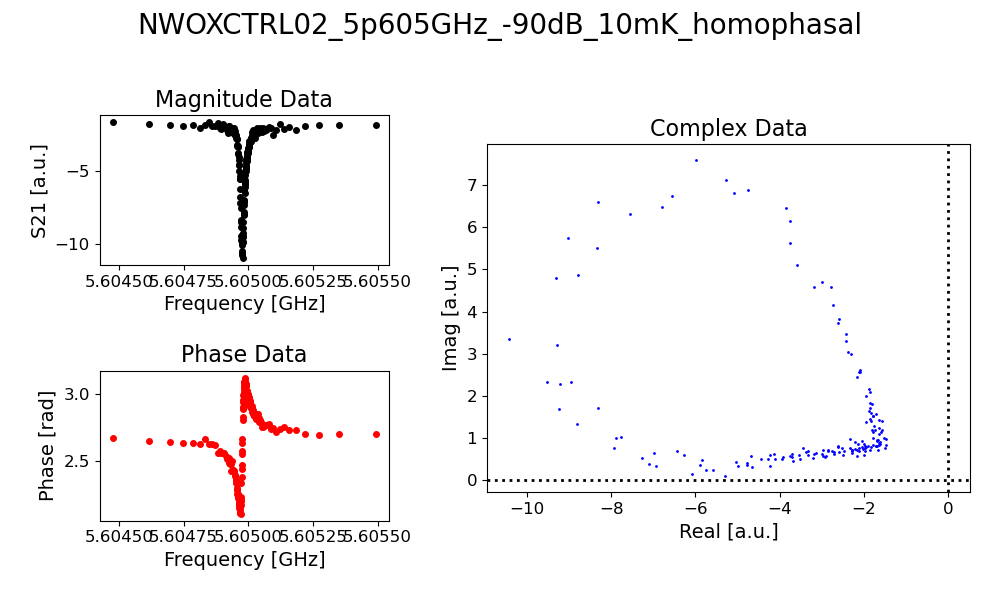 NWOXCTRL02_5p605GHz_-90dB_10mK_homophasal
Magnitude Data
S21 [a.u.]
−5
−10
5.60450 5.60475 5.60500 5.60525 5.60550
Frequency [GHz]
Phase Data
Phase [rad]
3.0
2.5
5.60450 5.60475 5.60500 5.60525 5.60550
Frequency [GHz]
Complex Data
Imag [a.u.]
7
6
5
4
3
2
1
0
−10 −8 −6 −4 −2 0
Real [a.u.]